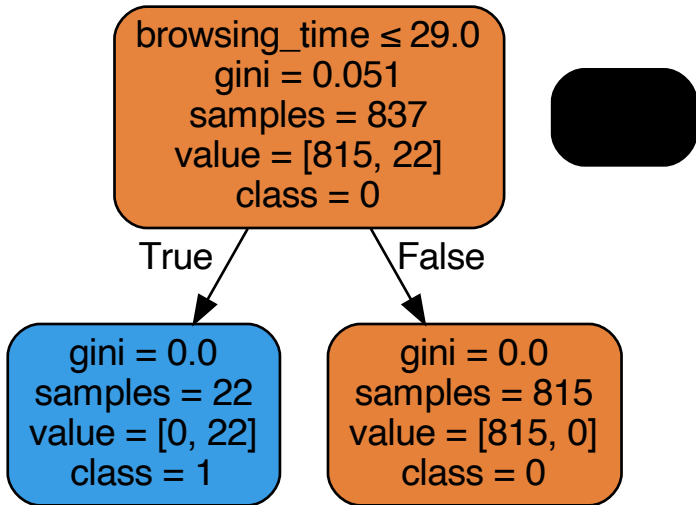 browsing_time ≤ 29.0
gini = 0.051
samples = 837
value = [815, 22]
class = 0
True
False
gini = 0.0
samples = 22
value = [0, 22]
class = 1
gini = 0.0
samples = 815
value = [815, 0]
class = 0